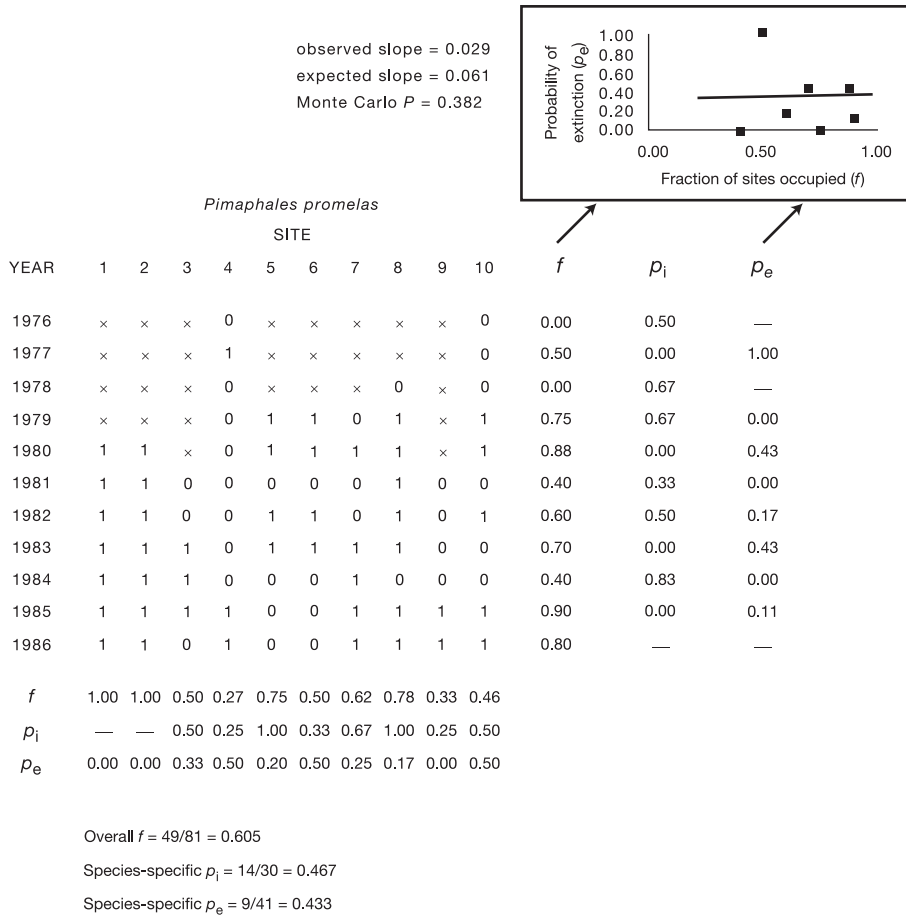 observed slope = 0.029
expected slope = 0.061
Monte Carlo P = 0.382
Probability of
extinction (pe)
1.00
0.80
0.60
0.40
0.20
0.00
0.00 0.50 1.00
Fraction of sites occupied (f)
Pimaphales promelas
SITE
YEAR 1 2 3 4 5 6 7 8 9 10 f pi pe
1976 × × × 0 × × × × × 0 0.00 0.50 —
1977 × × × 1 × × × × × 0 0.50 0.00 1.00
1978 × × × 0 × × × 0 × 0 0.00 0.67 —
1979 × × × 0 1 1 0 1 × 1 0.75 0.67 0.00
1980 1 1 × 0 1 1 1 1 × 1 0.88 0.00 0.43
1981 1 1 0 0 0 0 0 1 0 0 0.40 0.33 0.00
1982 1 1 0 0 1 1 0 1 0 1 0.60 0.50 0.17
1983 1 1 1 0 1 1 1 1 0 0 0.70 0.00 0.43
1984 1 1 1 0 0 0 1 0 0 0 0.40 0.83 0.00
1985 1 1 1 1 0 0 1 1 1 1 0.90 0.00 0.11
1986 1 1 0 1 0 0 1 1 1 1 0.80 — —
f 1.00 1.00 0.50 0.27 0.75 0.50 0.62 0.78 0.33 0.46
pi — — 0.50 0.25 1.00 0.33 0.67 1.00 0.25 0.50
pe 0.00 0.00 0.33 0.50 0.20 0.50 0.25 0.17 0.00 0.50
Overall f = 49/81 = 0.605
Species-specific pi = 14/30 = 0.467
Species-specific pe = 9/41 = 0.433